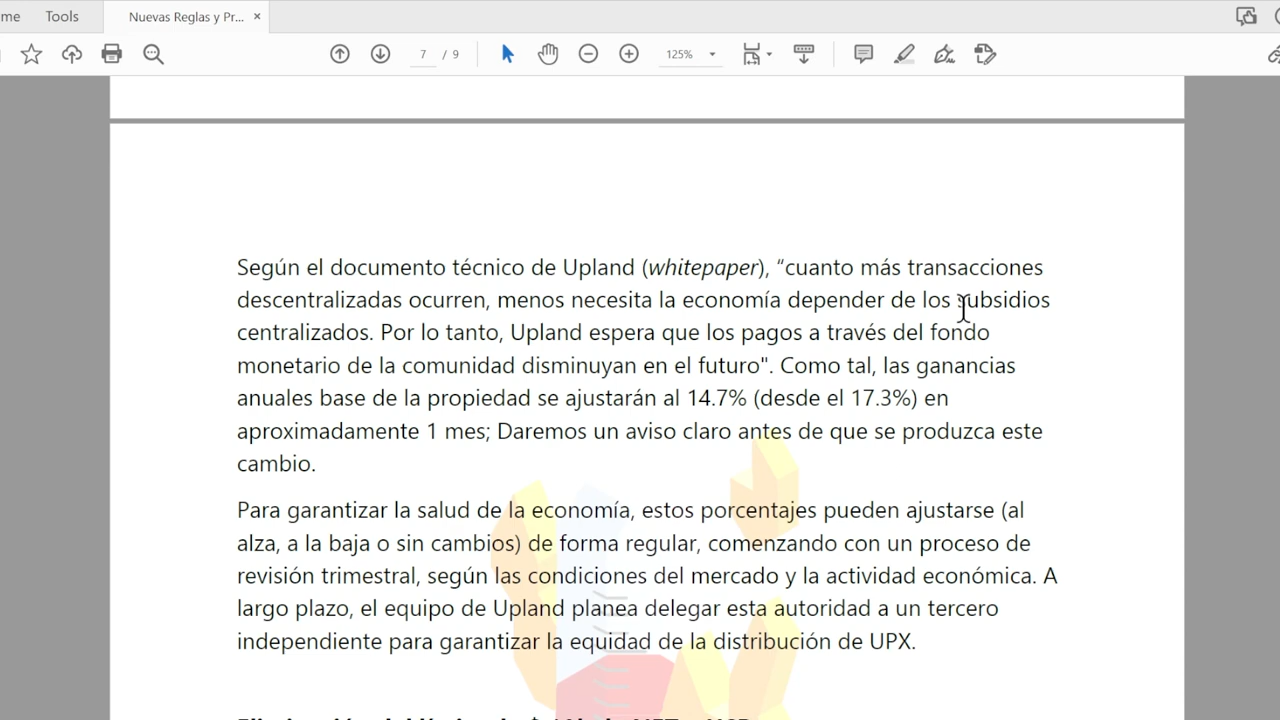 me Tools Nuevas Reglas y Pr... ×
7 / 9 125%
Según el documento técnico de Upland (whitepaper), “cuanto más transacciones
descentralizadas ocurren, menos necesita la economía depender de los subsidios
centralizados. Por lo tanto, Upland espera que los pagos a través del fondo
monetario de la comunidad disminuyan en el futuro". Como tal, las ganancias
anuales base de la propiedad se ajustarán al 14.7% (desde el 17.3%) en
aproximadamente 1 mes; Daremos un aviso claro antes de que se produzca este
cambio.
Para garantizar la salud de la economía, estos porcentajes pueden ajustarse (al
alza, a la baja o sin cambios) de forma regular, comenzando con un proceso de
revisión trimestral, según las condiciones del mercado y la actividad económica. A
largo plazo, el equipo de Upland planea delegar esta autoridad a un tercero
independiente para garantizar la equidad de la distribución de UPX.